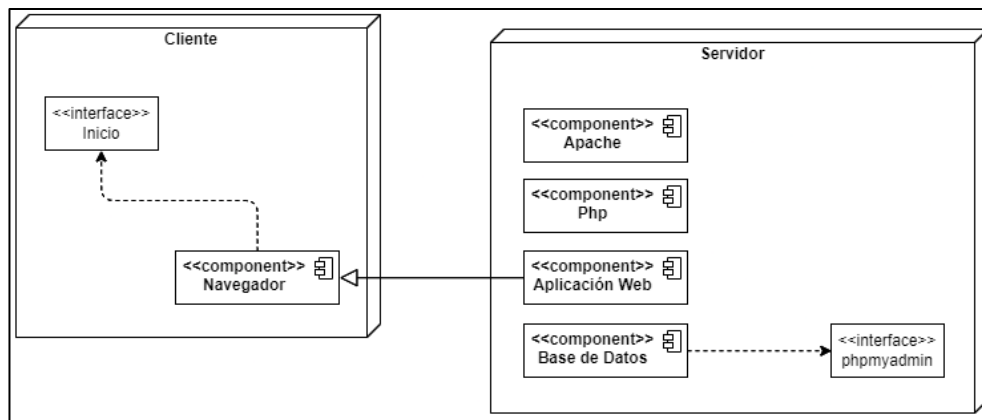 Cliente
<<interface>>
Inicio
<<component>>
Navegador
Servidor
<<component>>
Apache
<<component>>
Php
<<component>>
Aplicación Web
<<component>>
Base de Datos
<<interface>>
phpmyadmin